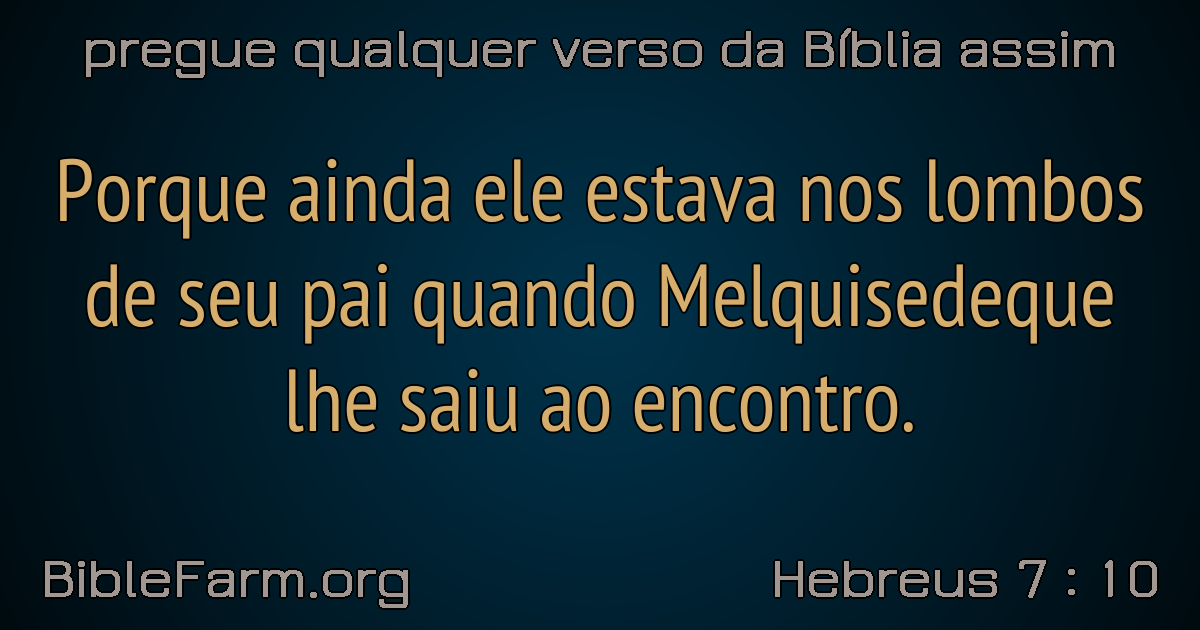 pregue qualquer verso da Bíblia assim
Porque ainda ele estava nos lombos
de seu pai quando Melquisedeque
lhe saiu ao encontro.
BibleFarm.org
Hebreus 7 : 10